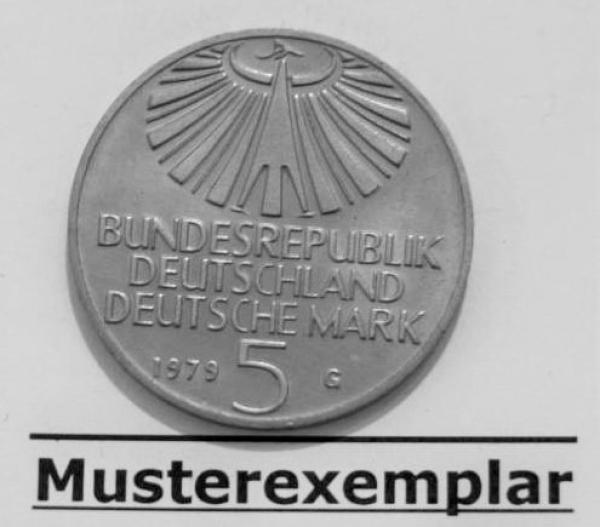 BUNDESREPUBLIK
DEUTSCHLAND
DEUTSCHE MARK
1979 5 G
Musterexemplar